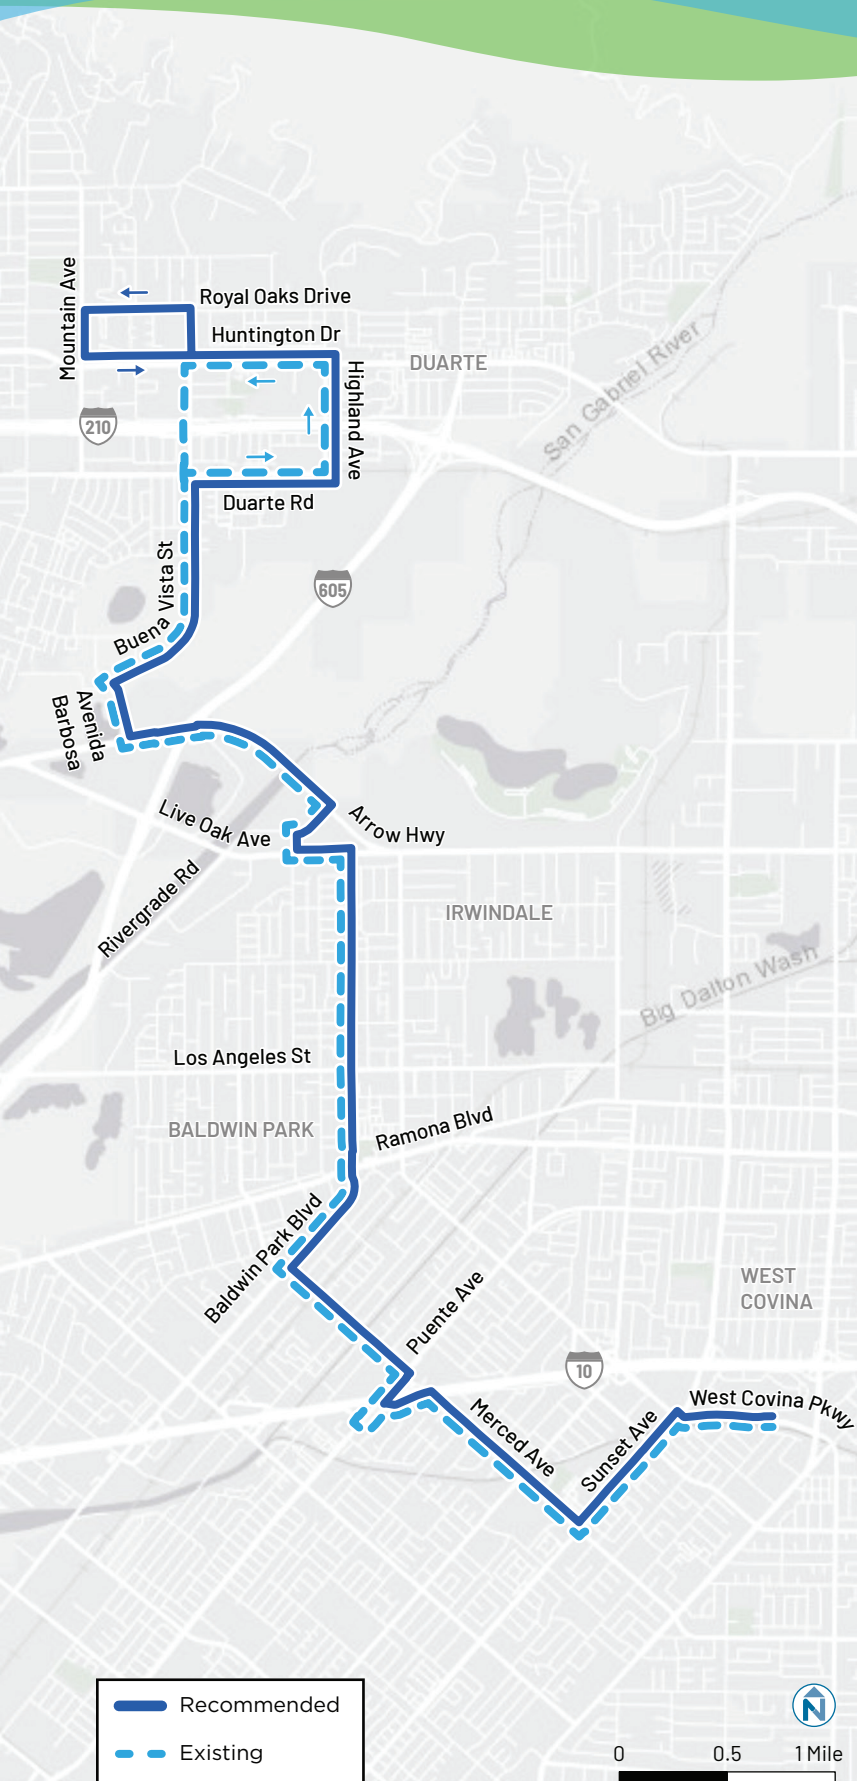 Mountain Ave
Royal Oaks Drive
Huntington Dr
DUARTE
Highland Ave
San Gabriel River
210
Duarte Rd
Buena Vista St
605
Avenida
Barbosa
Live Oak Ave
Arrow Hwy
Rivergrade Rd
IRWINDALE
Big Dalton Wash
Los Angeles St
BALDWIN PARK
Ramona Blvd
Baldwin Park Blvd
WEST
COVINA
Puente Ave
10
West Covina Pkwy
Merced Ave
Sunset Ave
Recommended
Existing
N
0 0.5 1 Mile